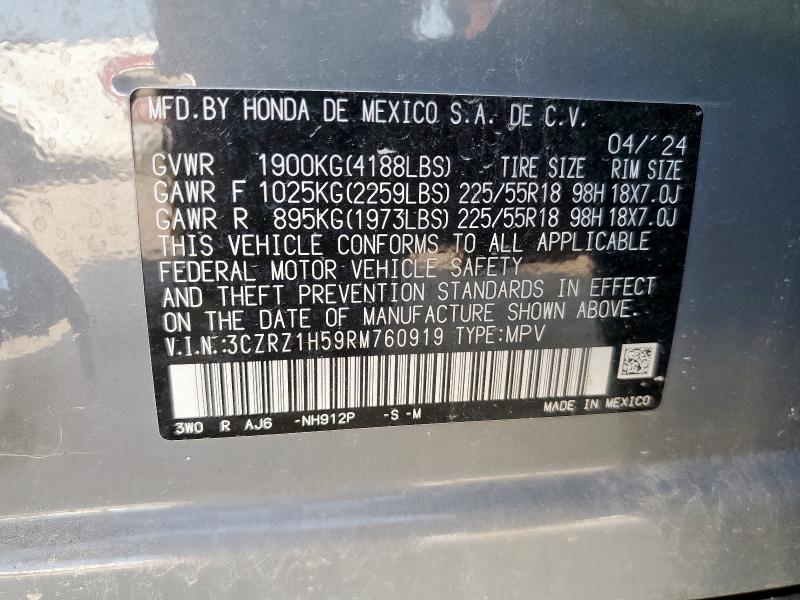 MFD.BY HONDA DE MEXICO S.A. DE C.V.
04/'24
GVWR 1900KG(4188LBS) TIRE SIZE RIM SIZE
GAWR F 1025KG(2259LBS) 225/55R18 98H 18X7.0J
GAWR R 895KG(1973LBS) 225/55R18 98H 18X7.0J
THIS VEHICLE CONFORMS TO ALL APPLICABLE
FEDERAL MOTOR VEHICLE SAFETY
AND THEFT PREVENTION STANDARDS IN EFFECT
ON THE DATE OF MANUFACTURE SHOWN ABOVE.
V.I.N.:3CZRZ1H59RM760919 TYPE:MPV
3W0 R AJ6 -NH912P -S -M MADE IN MEXICO